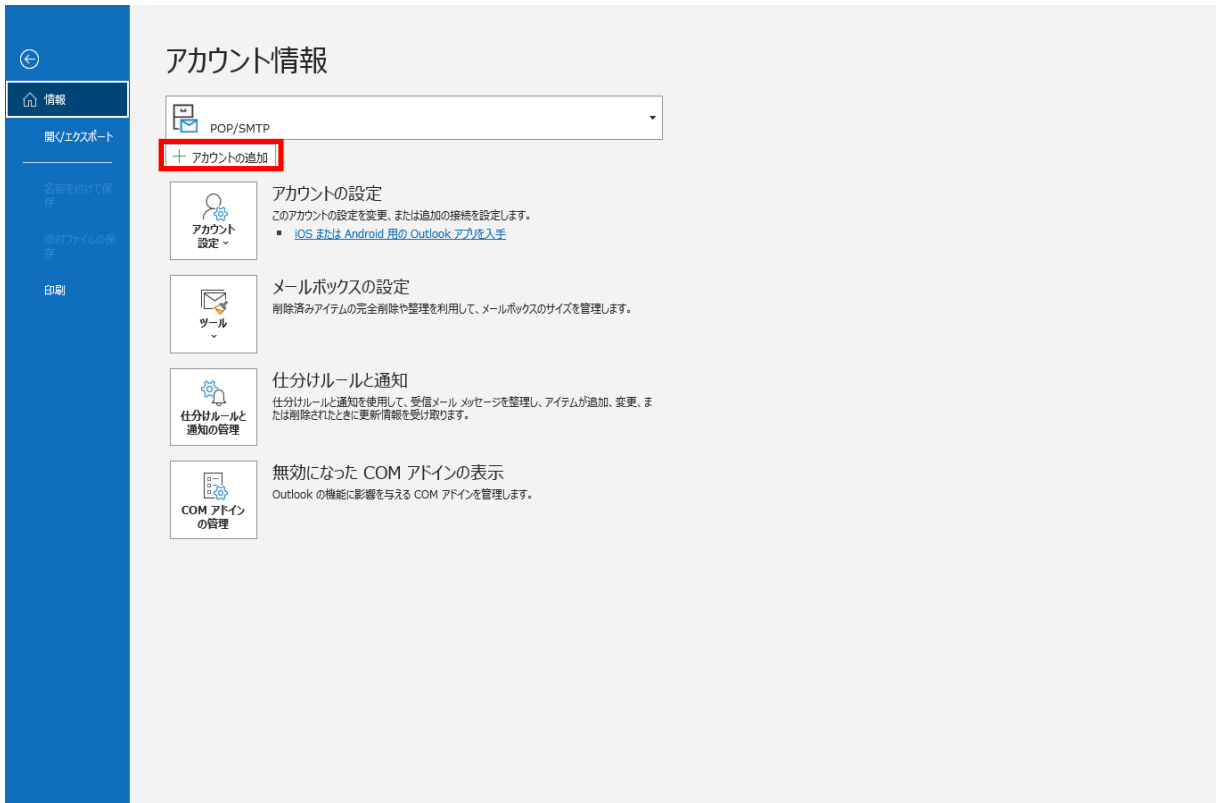 アカウント情報
情報
開く/エクスポート
名前を付けて保
存
添付ファイルの保
存
印刷
POP/SMTP
アカウントの追加
アカウント
設定
アカウントの設定
このアカウントの設定を変更、または追加の接続を設定します。
iOS または Android 用の Outlook アプリを入手
ツール
メールボックスの設定
削除済みアイテムの完全削除や整理を利用して、メールボックスのサイズを管理します。
仕分けルールと
通知の管理
仕分けルールと通知
仕分けルールと通知を使用して、受信メール メッセージを整理し、アイテムが追加、変更、ま
たは削除されたときに更新情報を受け取ります。
COM アドイン
の管理
無効になった COM アドインの表示
Outlook の機能に影響を与える COM アドインを管理します。